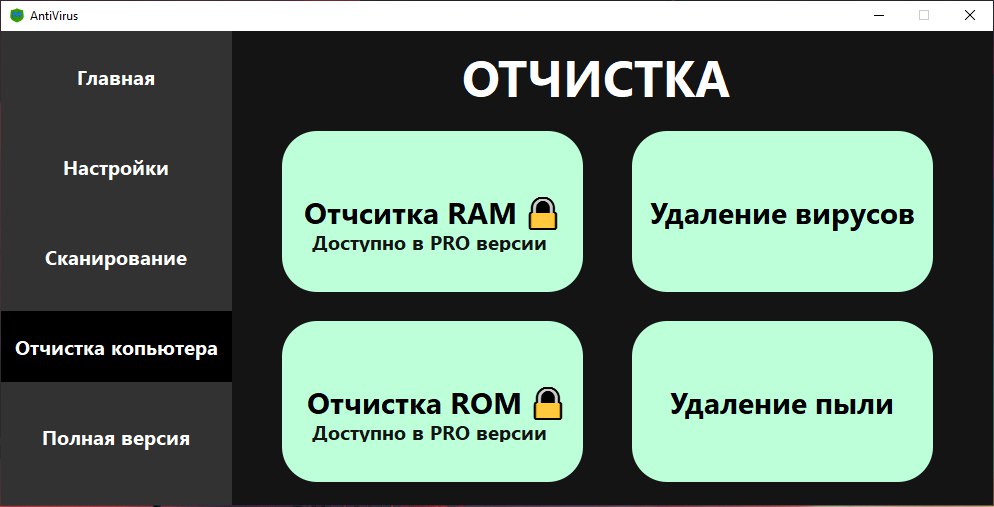 AntiVirus
Главная
Настройки
Сканирование
Отчистка копьютера
Полная версия
ОТЧИСТКА
Отчситка RAM
Доступно в PRO версии
Удаление вирусов
Отчистка ROM
Доступно в PRO версии
Удаление пыли